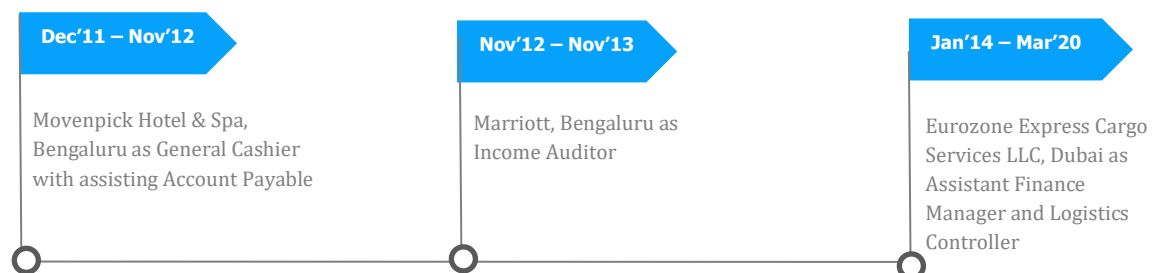 Dec’11 – Nov’12
Movenpick Hotel & Spa,
Bengaluru as General Cashier
with assisting Account Payable
Nov’12 – Nov’13
Marriott, Bengaluru as
Income Auditor
Jan’14 – Mar’20
Eurozone Express Cargo
Services LLC, Dubai as
Assistant Finance
Manager and Logistics
Controller